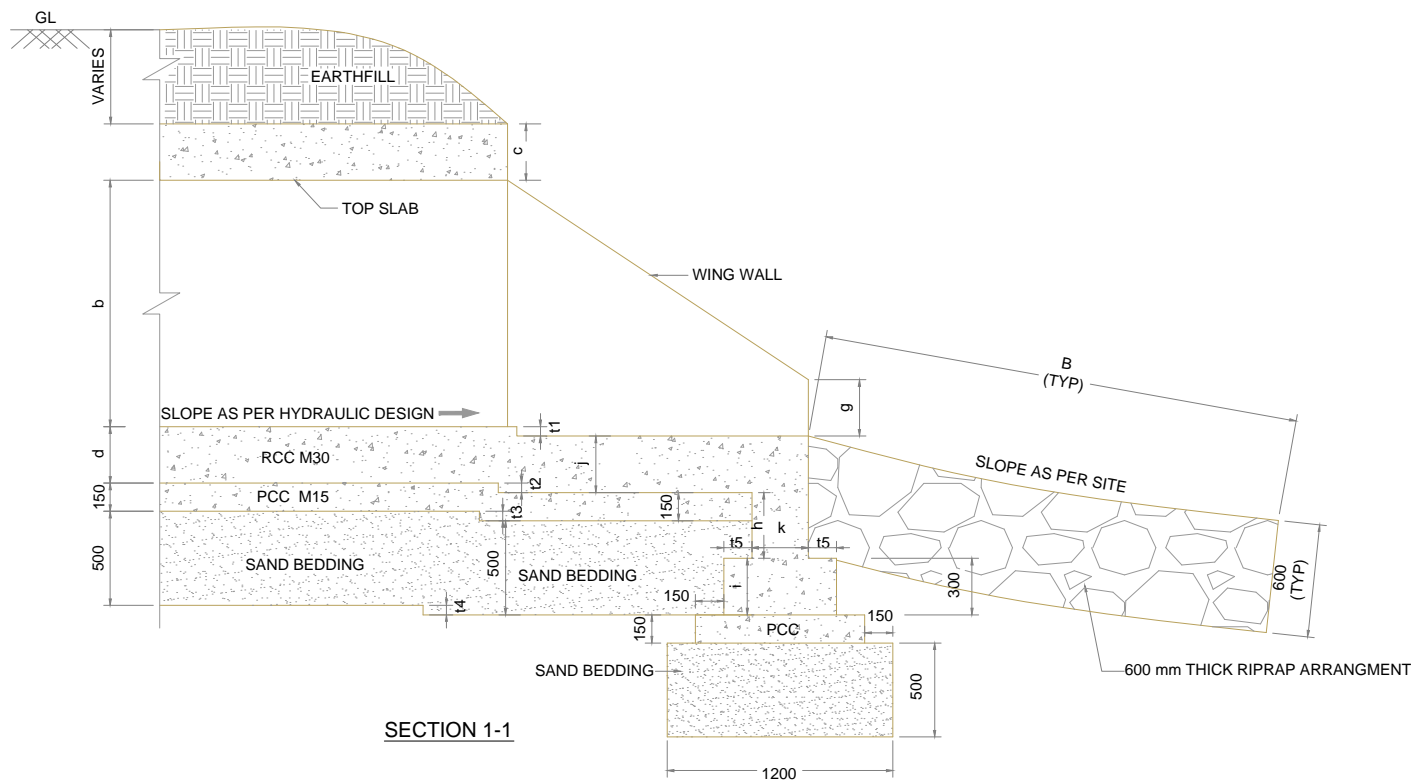 GL
VARIES
EARTHFILL
c
TOP SLAB
b
WING WALL
B
(TYP)
g
SLOPE AS PER HYDRAULIC DESIGN
t1
d
RCC M30
j
t2
SLOPE AS PER SITE
150
PCC  M15
t3
150
h
k
t5
t5
500
SAND BEDDING
500
SAND BEDDING
i
300
600
(TYP)
t4
150
150
150
PCC
SAND BEDDING
500
600 mm THICK RIPRAP ARRANGMENT
SECTION 1-1
1200